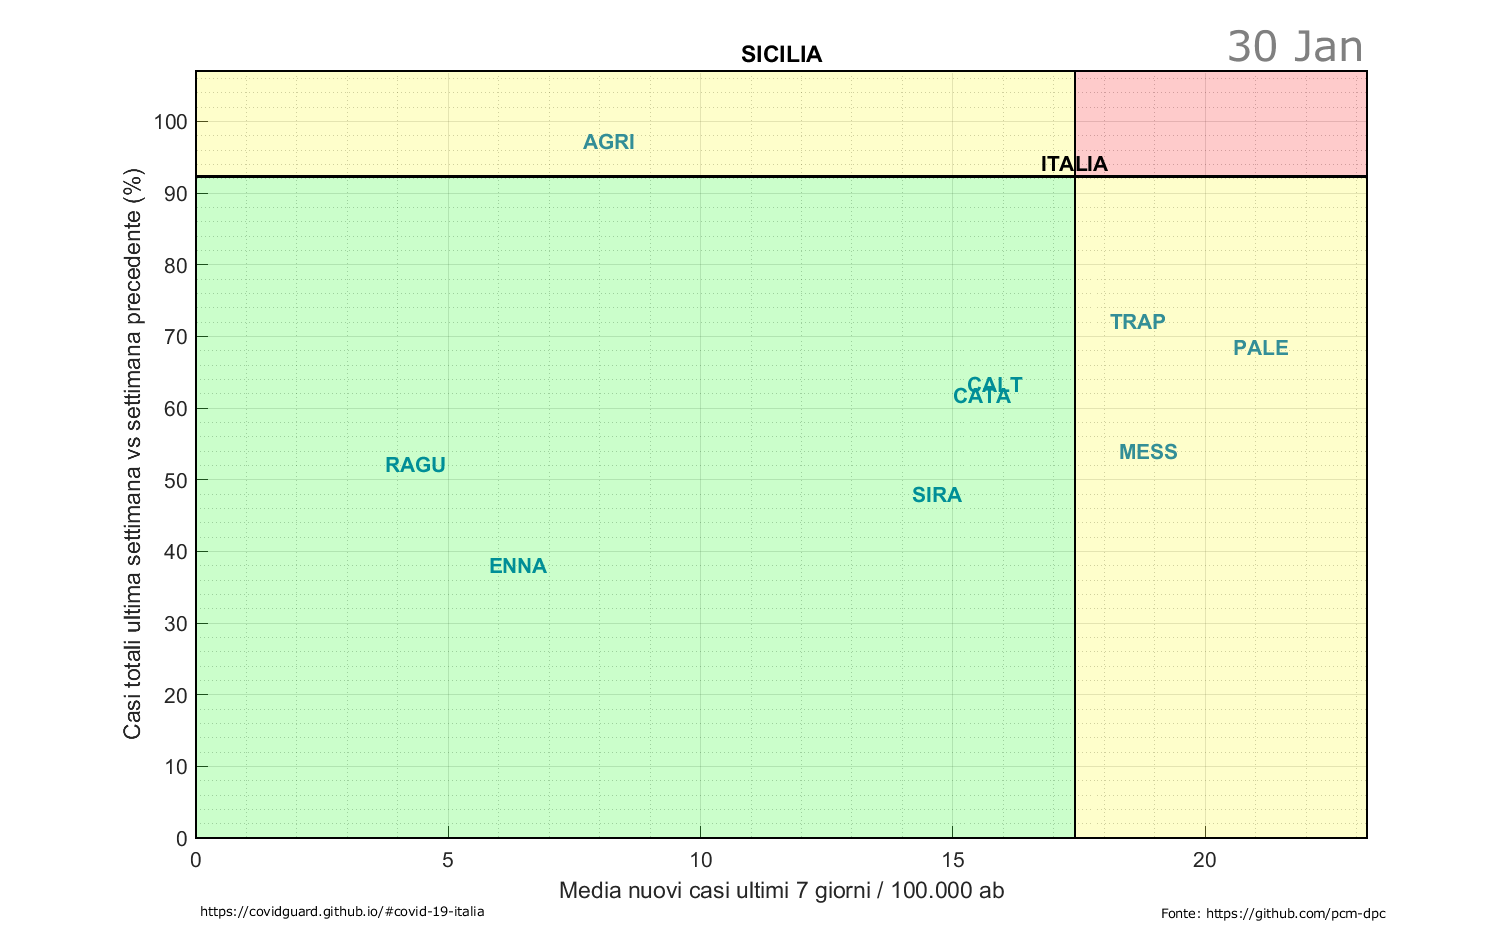 30 Jan
SICILIA
100
AGRI
ITALIA
90
80
TRAP
70
PALE
CALT
CATA
60
MESS
RAGU
50
SIRA
ENNA
40
30
20
10
0
Casi totali ultima settimana vs settimana precedente (%)
0 5 10 15 20
Media nuovi casi ultimi 7 giorni / 100.000 ab
https://covidguard.github.io/#covid-19-italia
Fonte: https://github.com/pcm-dpc